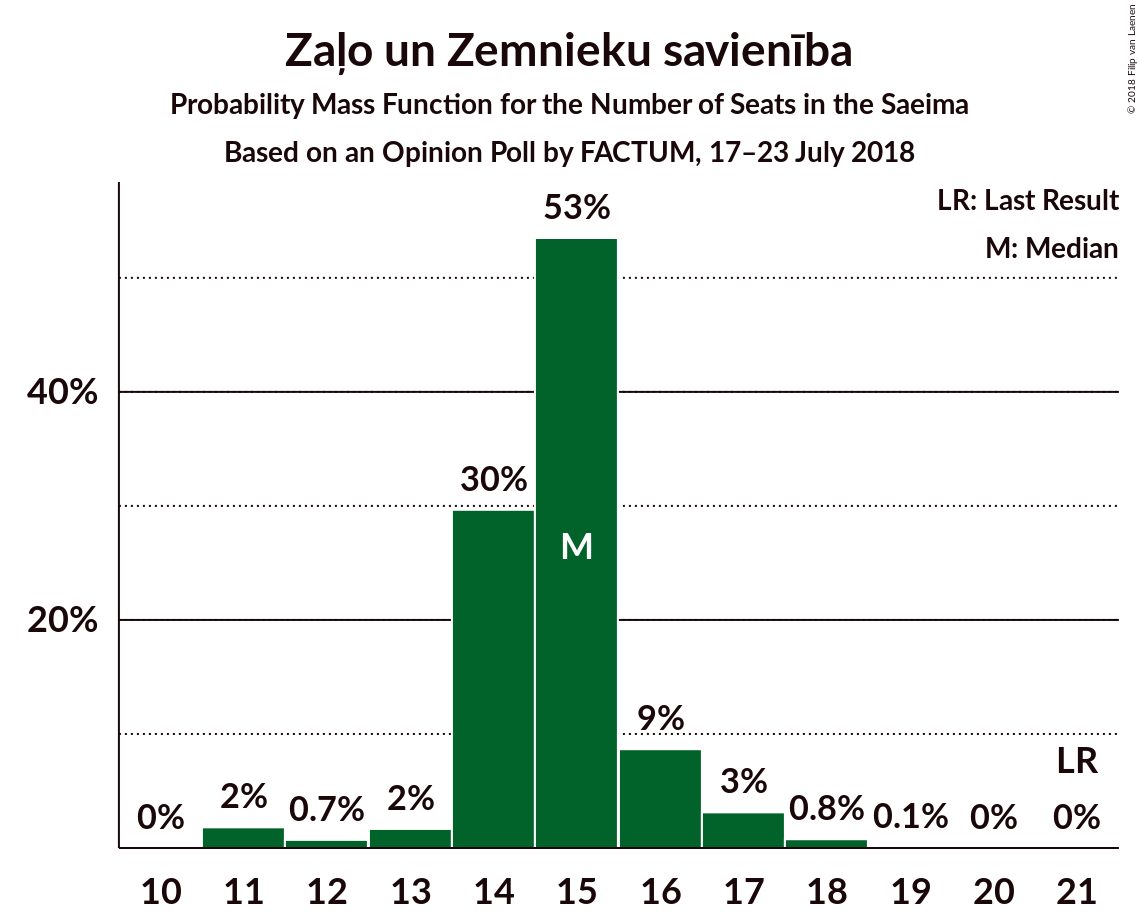 Zaļo un Zemnieku savienība
Probability Mass Function for the Number of Seats in the Saeima
Based on an Opinion Poll by FACTUM, 17–23 July 2018
© 2018 Filip van Laenen
LR: Last Result
M: Median
53%
40%
30%
M
20%
9%
LR
3%
2%
0.7%
2%
0.8%
0.1%
0%
0%
0%
10 11 12 13 14 15 16 17 18 19 20 21